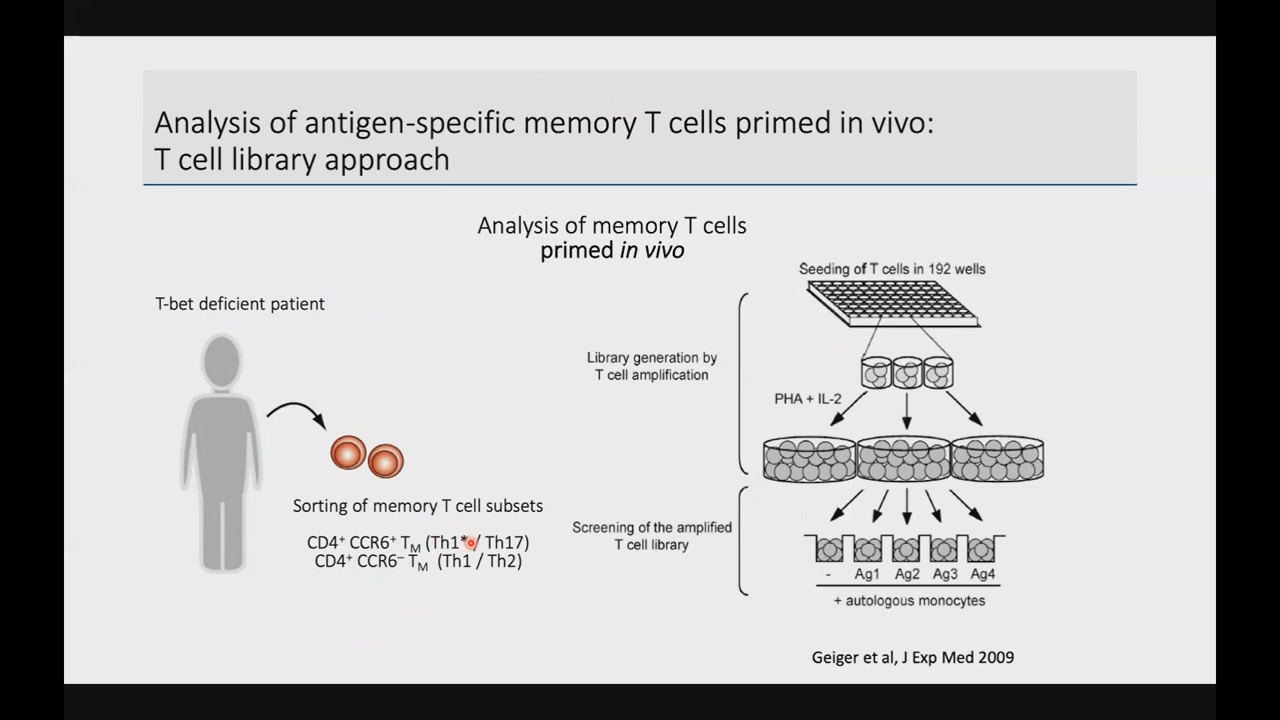 Analysis of antigen-specific memory T cells primed in vivo:
T cell library approach
Analysis of memory T cells
primed in vivo
T-bet deficient patient
Sorting of memory T cell subsets
CD4⁺ CCR6⁺ Tₘ (Th1* / Th17)
CD4⁺ CCR6⁻ Tₘ (Th1 / Th2)
Seeding of T cells in 192 wells
Library generation by
T cell amplification
PHA + IL-2
Screening of the amplified
T cell library
- Ag1 Ag2 Ag3 Ag4
+ autologous monocytes
Geiger et al, J Exp Med 2009